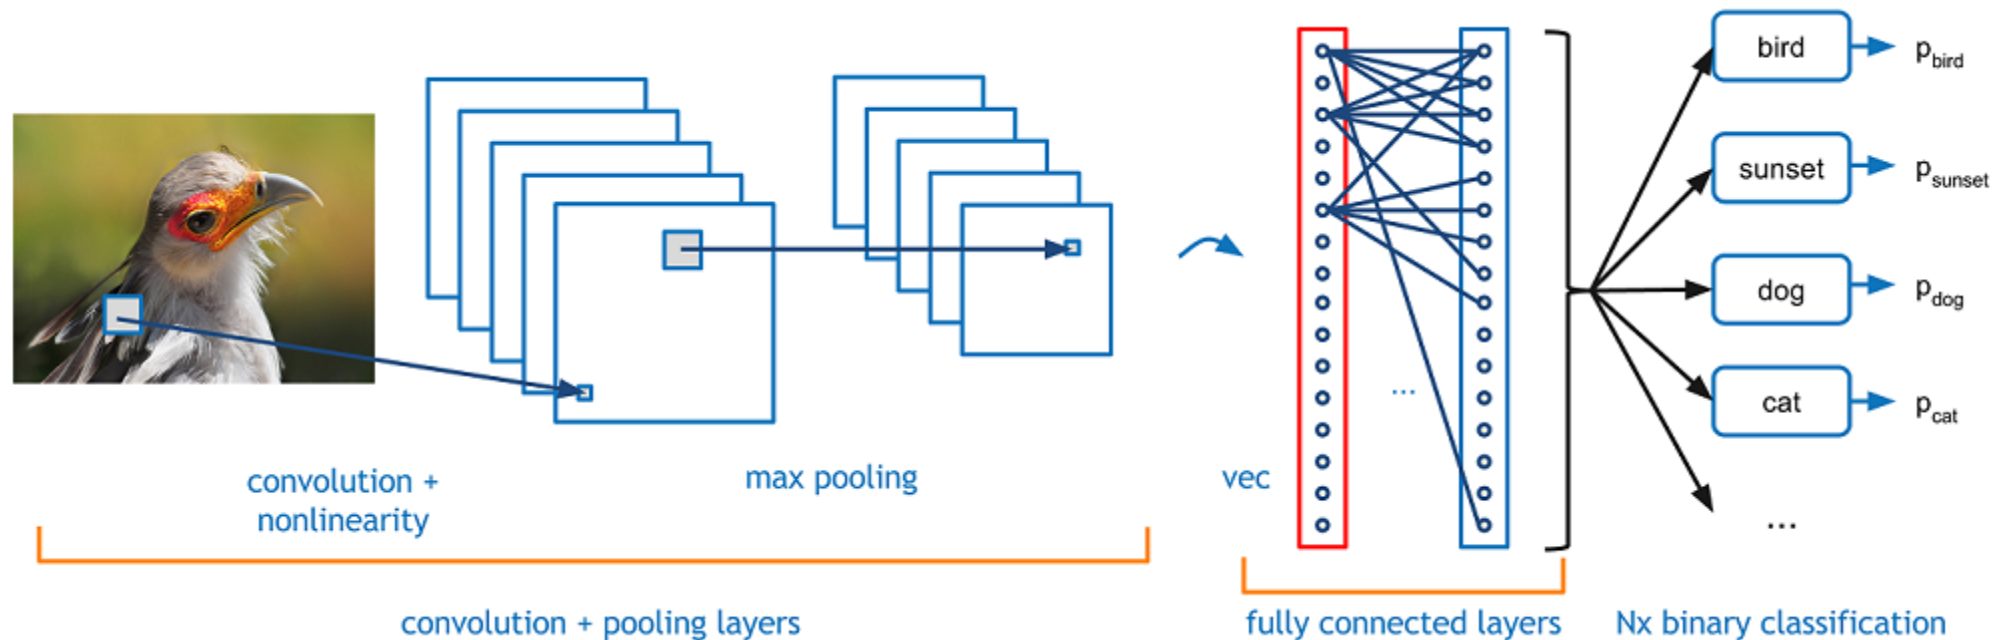 convolution +
nonlinearity
max pooling
convolution + pooling layers
vec
...
fully connected layers
bird
p_bird
sunset
p_sunset
dog
p_dog
cat
p_cat
...
Nx binary classification